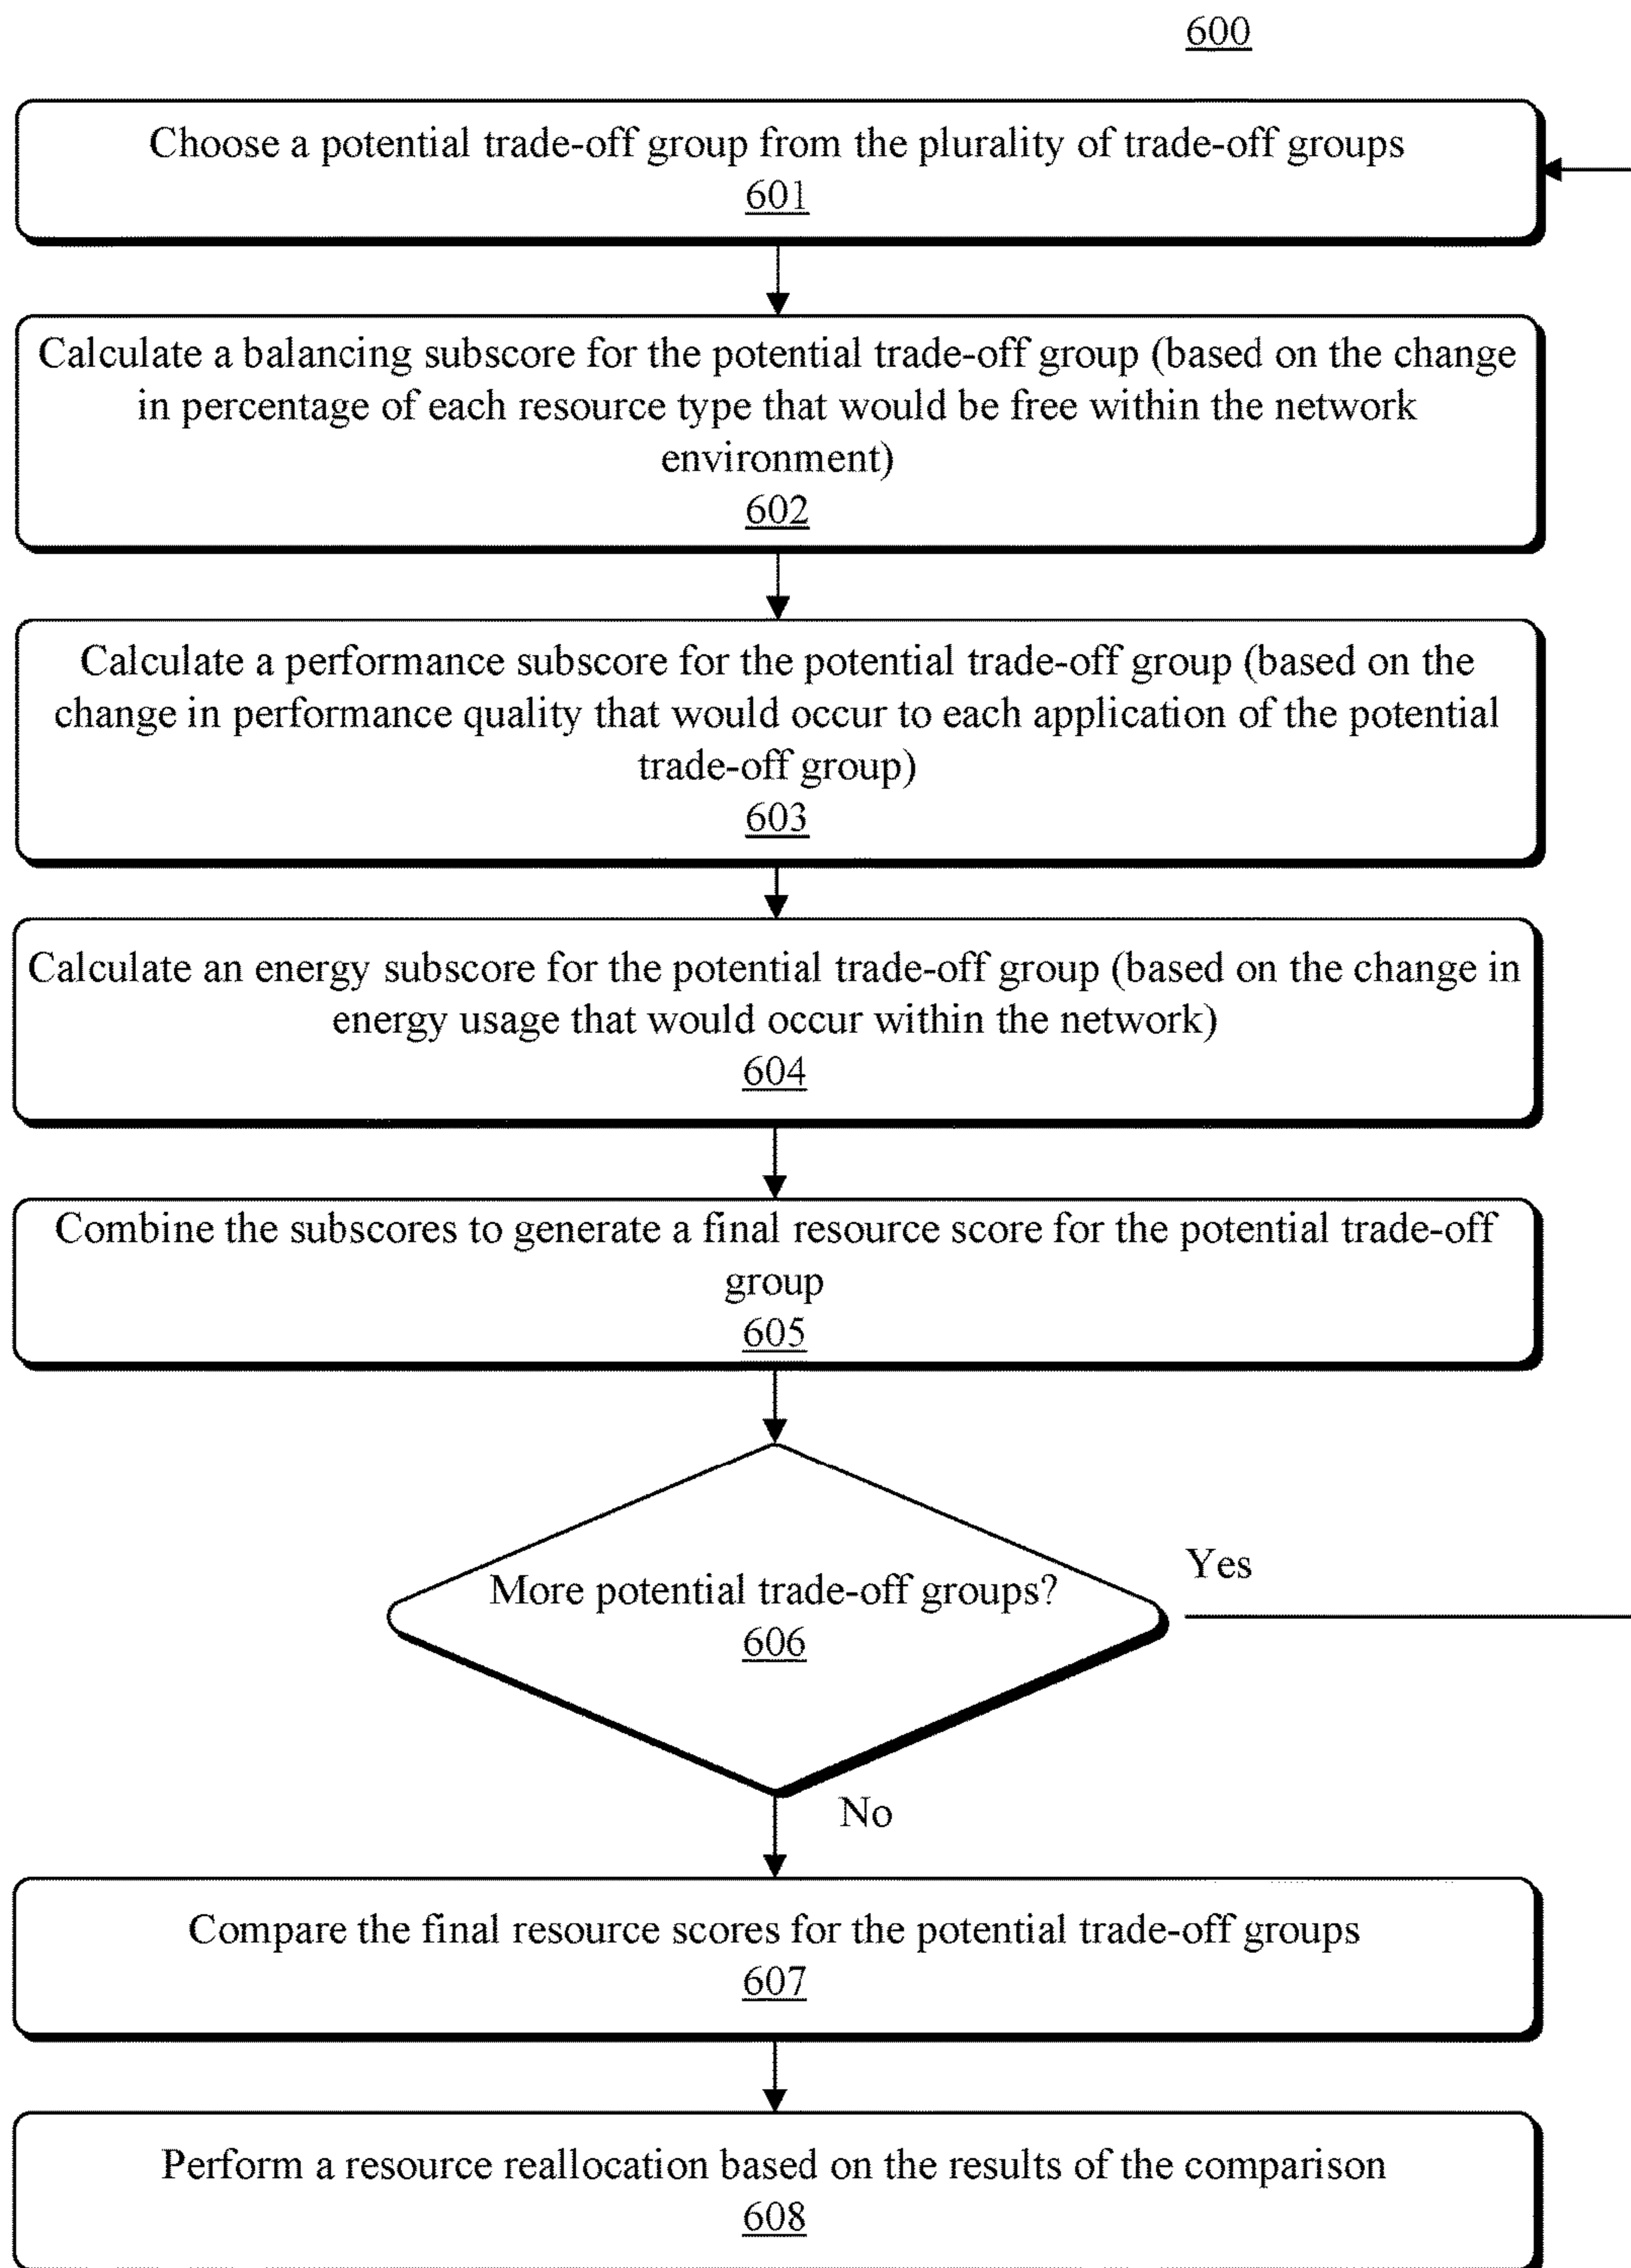 600
Choose a potential trade-off group from the plurality of trade-off groups
601
Calculate a balancing subscore for the potential trade-off group (based on the change
in percentage of each resource type that would be free within the network
environment)
602
Calculate a performance subscore for the potential trade-off group (based on the
change in performance quality that would occur to each application of the potential
trade-off group)
603
Calculate an energy subscore for the potential trade-off group (based on the change in
energy usage that would occur within the network)
604
Combine the subscores to generate a final resource score for the potential trade-off
group
605
Yes
More potential trade-off groups?
606
No
Compare the final resource scores for the potential trade-off groups
607
Perform a resource reallocation based on the results of the comparison
608